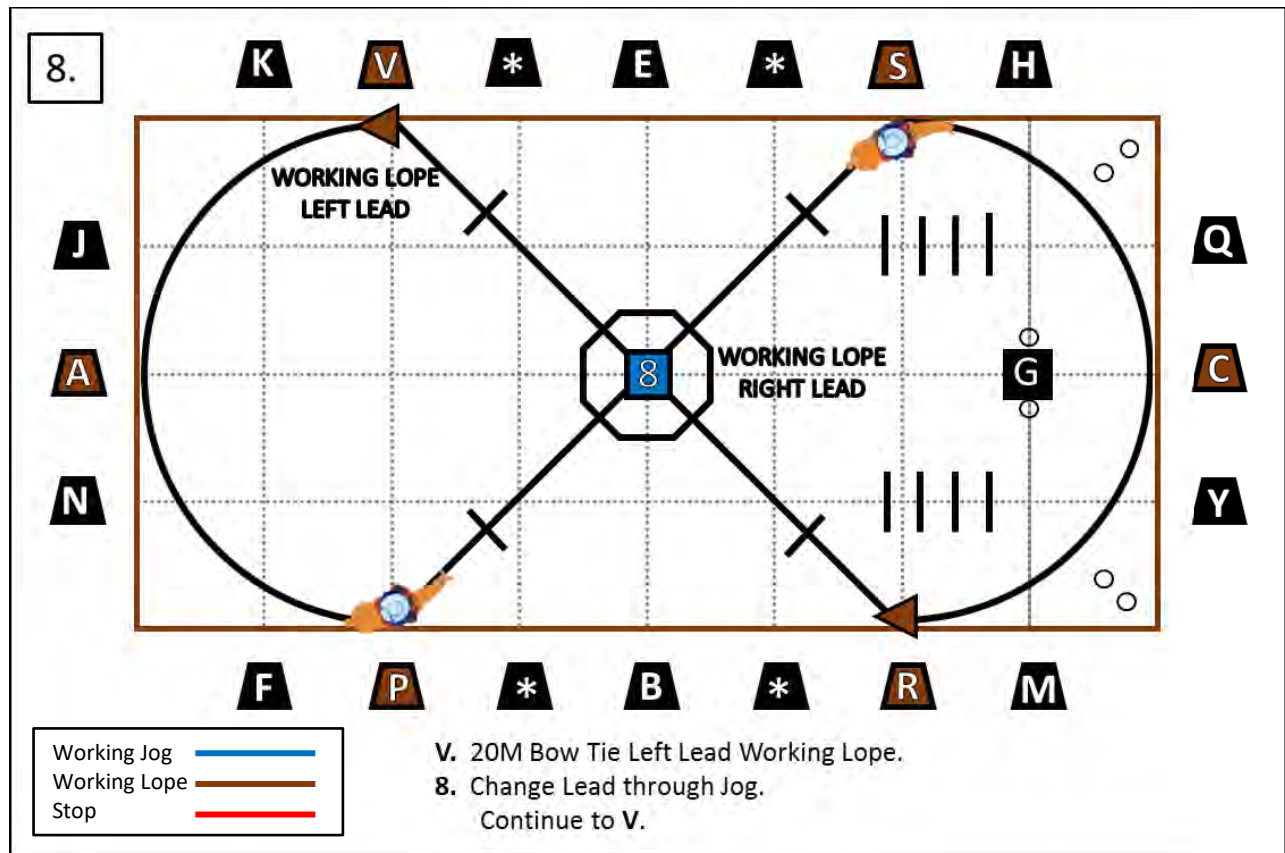 8.
K V * E * S H
WORKING LOPE
LEFT LEAD
J
Q
A
8
WORKING LOPE
RIGHT LEAD
G
C
N
Y
F P * B * R M
Working Jog
Working Lope
Stop
V. 20M Bow Tie Left Lead Working Lope.
8. Change Lead through Jog.
Continue to V.